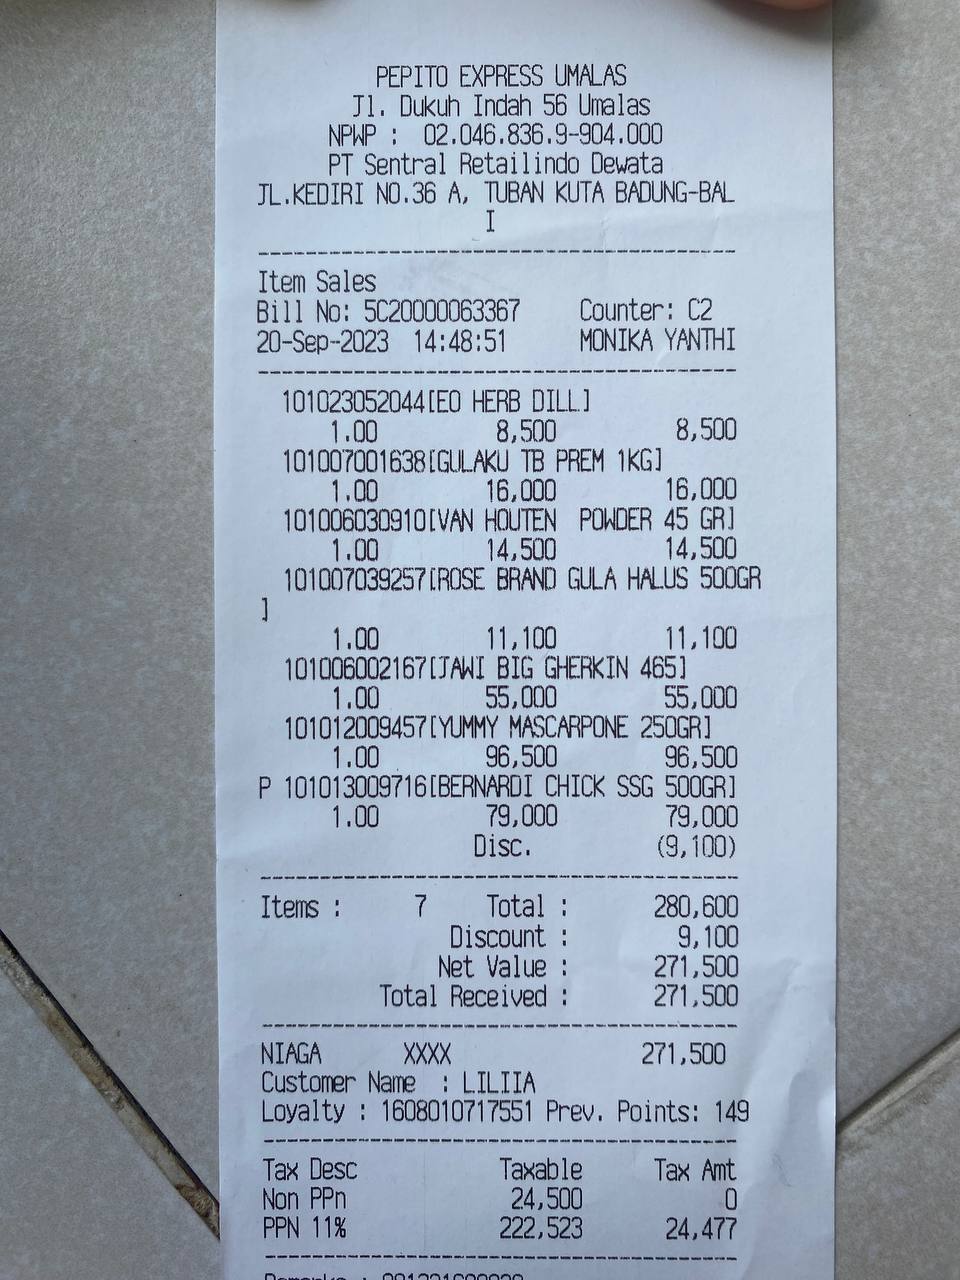 PEPITO EXPRESS UMALAS
Jl. Dukuh Indah 56 Umalas
NPWP : 02.046.836.9-904.000
PT Sentral Retailindo Dewata
JL.KEDIRI NO.36 A, TUBAN KUTA BADUNG-BAL
I
Item Sales
Bill No: 5C20000063367 Counter: C2
20-Sep-2023 14:48:51 MONIKA YANTHI
101023052044[EO HERB DILL]
1.00 8,500 8,500
101007001638[GULAKU TB PREM 1KG]
1.00 16,000 16,000
101006030910[VAN HOUTEN POWDER 45 GR]
1.00 14,500 14,500
101007039257[ROSE BRAND GULA HALUS 500GR
]
1.00 11,100 11,100
101006002167[JAWI BIG GHERKIN 465]
1.00 55,000 55,000
101012009457[YUMMY MASCARPONE 250GR]
1.00 96,500 96,500
P 101013009716[BERNARDI CHICK SSG 500GR]
1.00 79,000 79,000
Disc. (9,100)
Items : 7 Total : 280,600
Discount : 9,100
Net Value : 271,500
Total Received : 271,500
NIAGA XXXX 271,500
Customer Name : LILIIA
Loyalty : 1608010717551 Prev. Points: 149
Tax Desc Taxable Tax Amt
Non PPn 24,500 0
PPN 11% 222,523 24,477